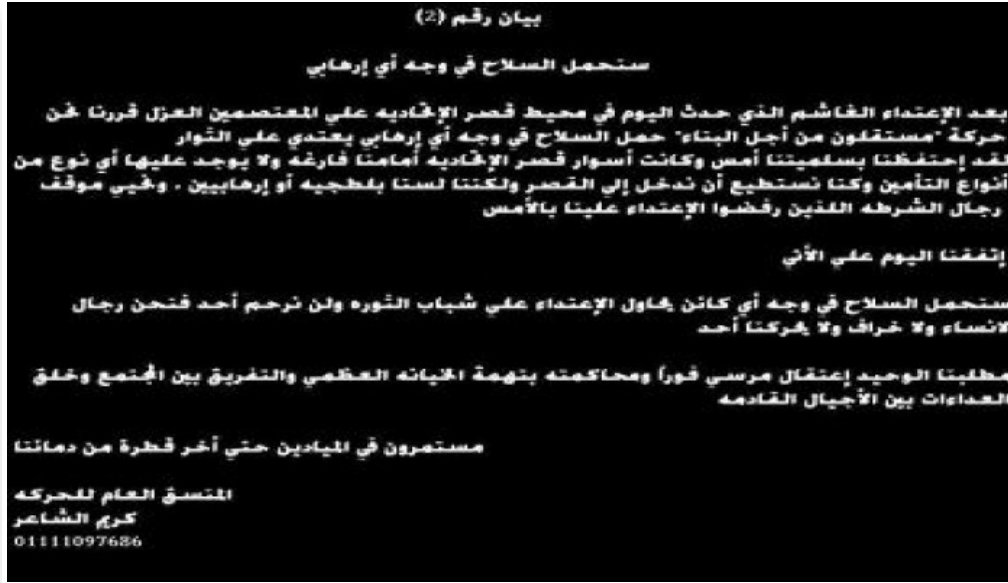 بيان رقم (2)
سنحمل السلاح في وجه أي إرهابي
بعد الإعتداء الغاشم الذي حدث اليوم في محيط قصر الإتحاديه علي المعتصمين العزل قررنا نحن
حركة "مستقلون من أجل البناء" حمل السلاح في وجه أي إرهابي يعتدي علي الثوار
لقد إحتفظنا بسلميتنا أمس وكانت أسوار قصر الإتحاديه أمامنا فارغه ولا يوجد عليها أي نوع من
أنواع التأمين وكنا نستطيع أن ندخل إلي القصر ولكننا لسنا بلطجيه أو إرهابيين . ونحيي موقف
رجال الشرطه اللذين رفضوا الإعتداء علينا بالأمس
إتفقنا اليوم علي الأتي
سنحمل السلاح في وجه أي كائن يحاول الإعتداء علي شباب الثوره ولن نرحم أحد فنحن رجال
لانساء ولا خراف ولا يحركنا أحد
مطلبنا الوحيد إعتقال مرسي فوراً ومحاكمته بتهمة الخيانه العظمي والتفريق بين المجتمع وخلق
العداءات بين الأجيال القادمه
مستمرون في الميادين حتي أخر قطرة من دمائنا
المنسق العام للحركه
كريم الشاعر
01111097686